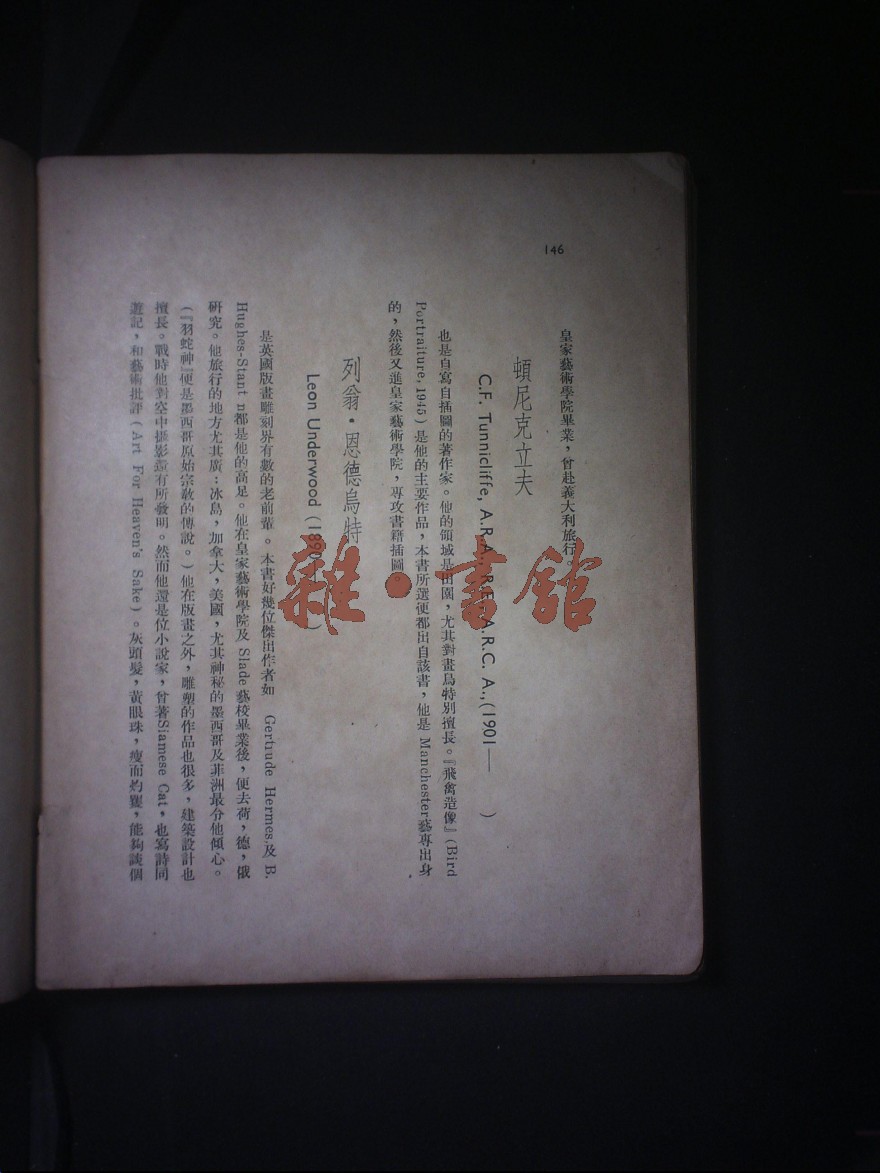 146
皇家藝術學院畢業，曾赴義大利旅行。
頓尼克立夫
C.F. Tunnicliffe, A.R.A., R.E., A.R.C. A., (1901— )
也是自寫自插圖的著作家。他的領域是田園，尤其對畫鳥特別擅長。『飛禽造像』(Bird
Portraiture, 1945) 是他的主要作品，本書所選便都出自該書，他是 Manchester 藝專出身
的，然後又進皇家藝術學院，專攻書籍插圖。
列翁·恩德烏特
Leon Underwood (1890— )
是英國版畫雕刻界有數的老前輩。本書好幾位傑出作者如 Gertrude Hermes,及 B.
Hughes-Stant n都是他的高足。他在皇家藝術學院及 Slade 藝校畢業後，便去荷，德，俄
研究。他旅行的地方尤其廣：冰島，加拿大，美國，尤其神秘的墨西哥及非洲最令他傾心。
(『羽蛇神』便是墨西哥原始宗教的傳說。) 他在版畫之外，雕塑的作品也很多，建築設計也
擅長。戰時他對空中攝影還有所發明。然而他還是位小說家，曾著Siamese Cat，也寫詩同
遊記，和藝術批評 (Art For Heaven's Sake)。灰頭髮，黃眼珠，瘦而灼矍，能夠談個
雜·書館